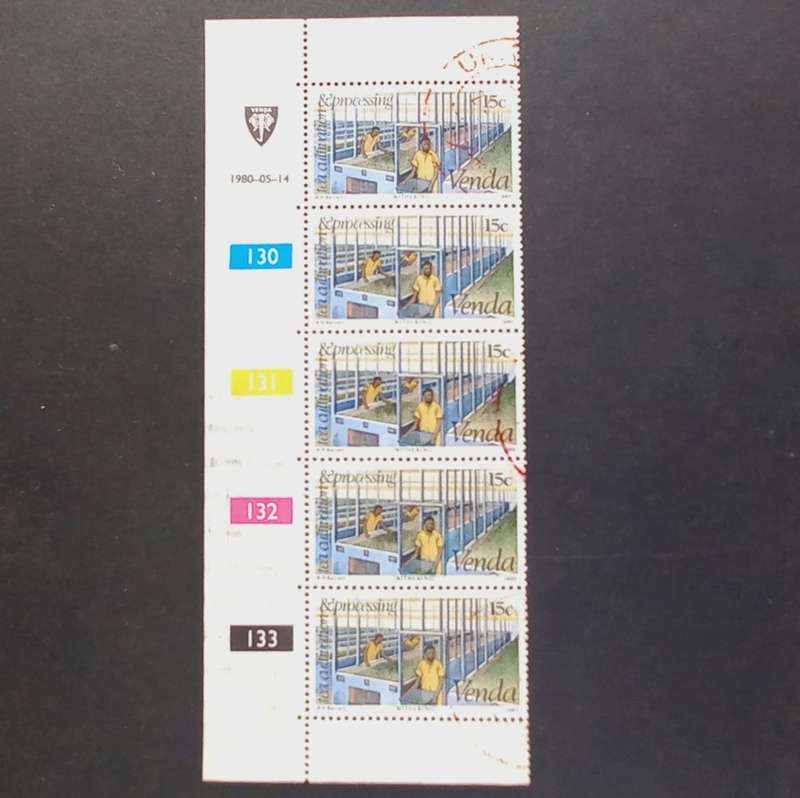 VENDA
1980-05-14
130
131
132
133
& processing
15c
tea cultivation
Venda
& processing
15c
tea cultivation
Venda
& processing
15c
tea cultivation
Venda
& processing
15c
tea cultivation
Venda
& processing
15c
tea cultivation
Venda